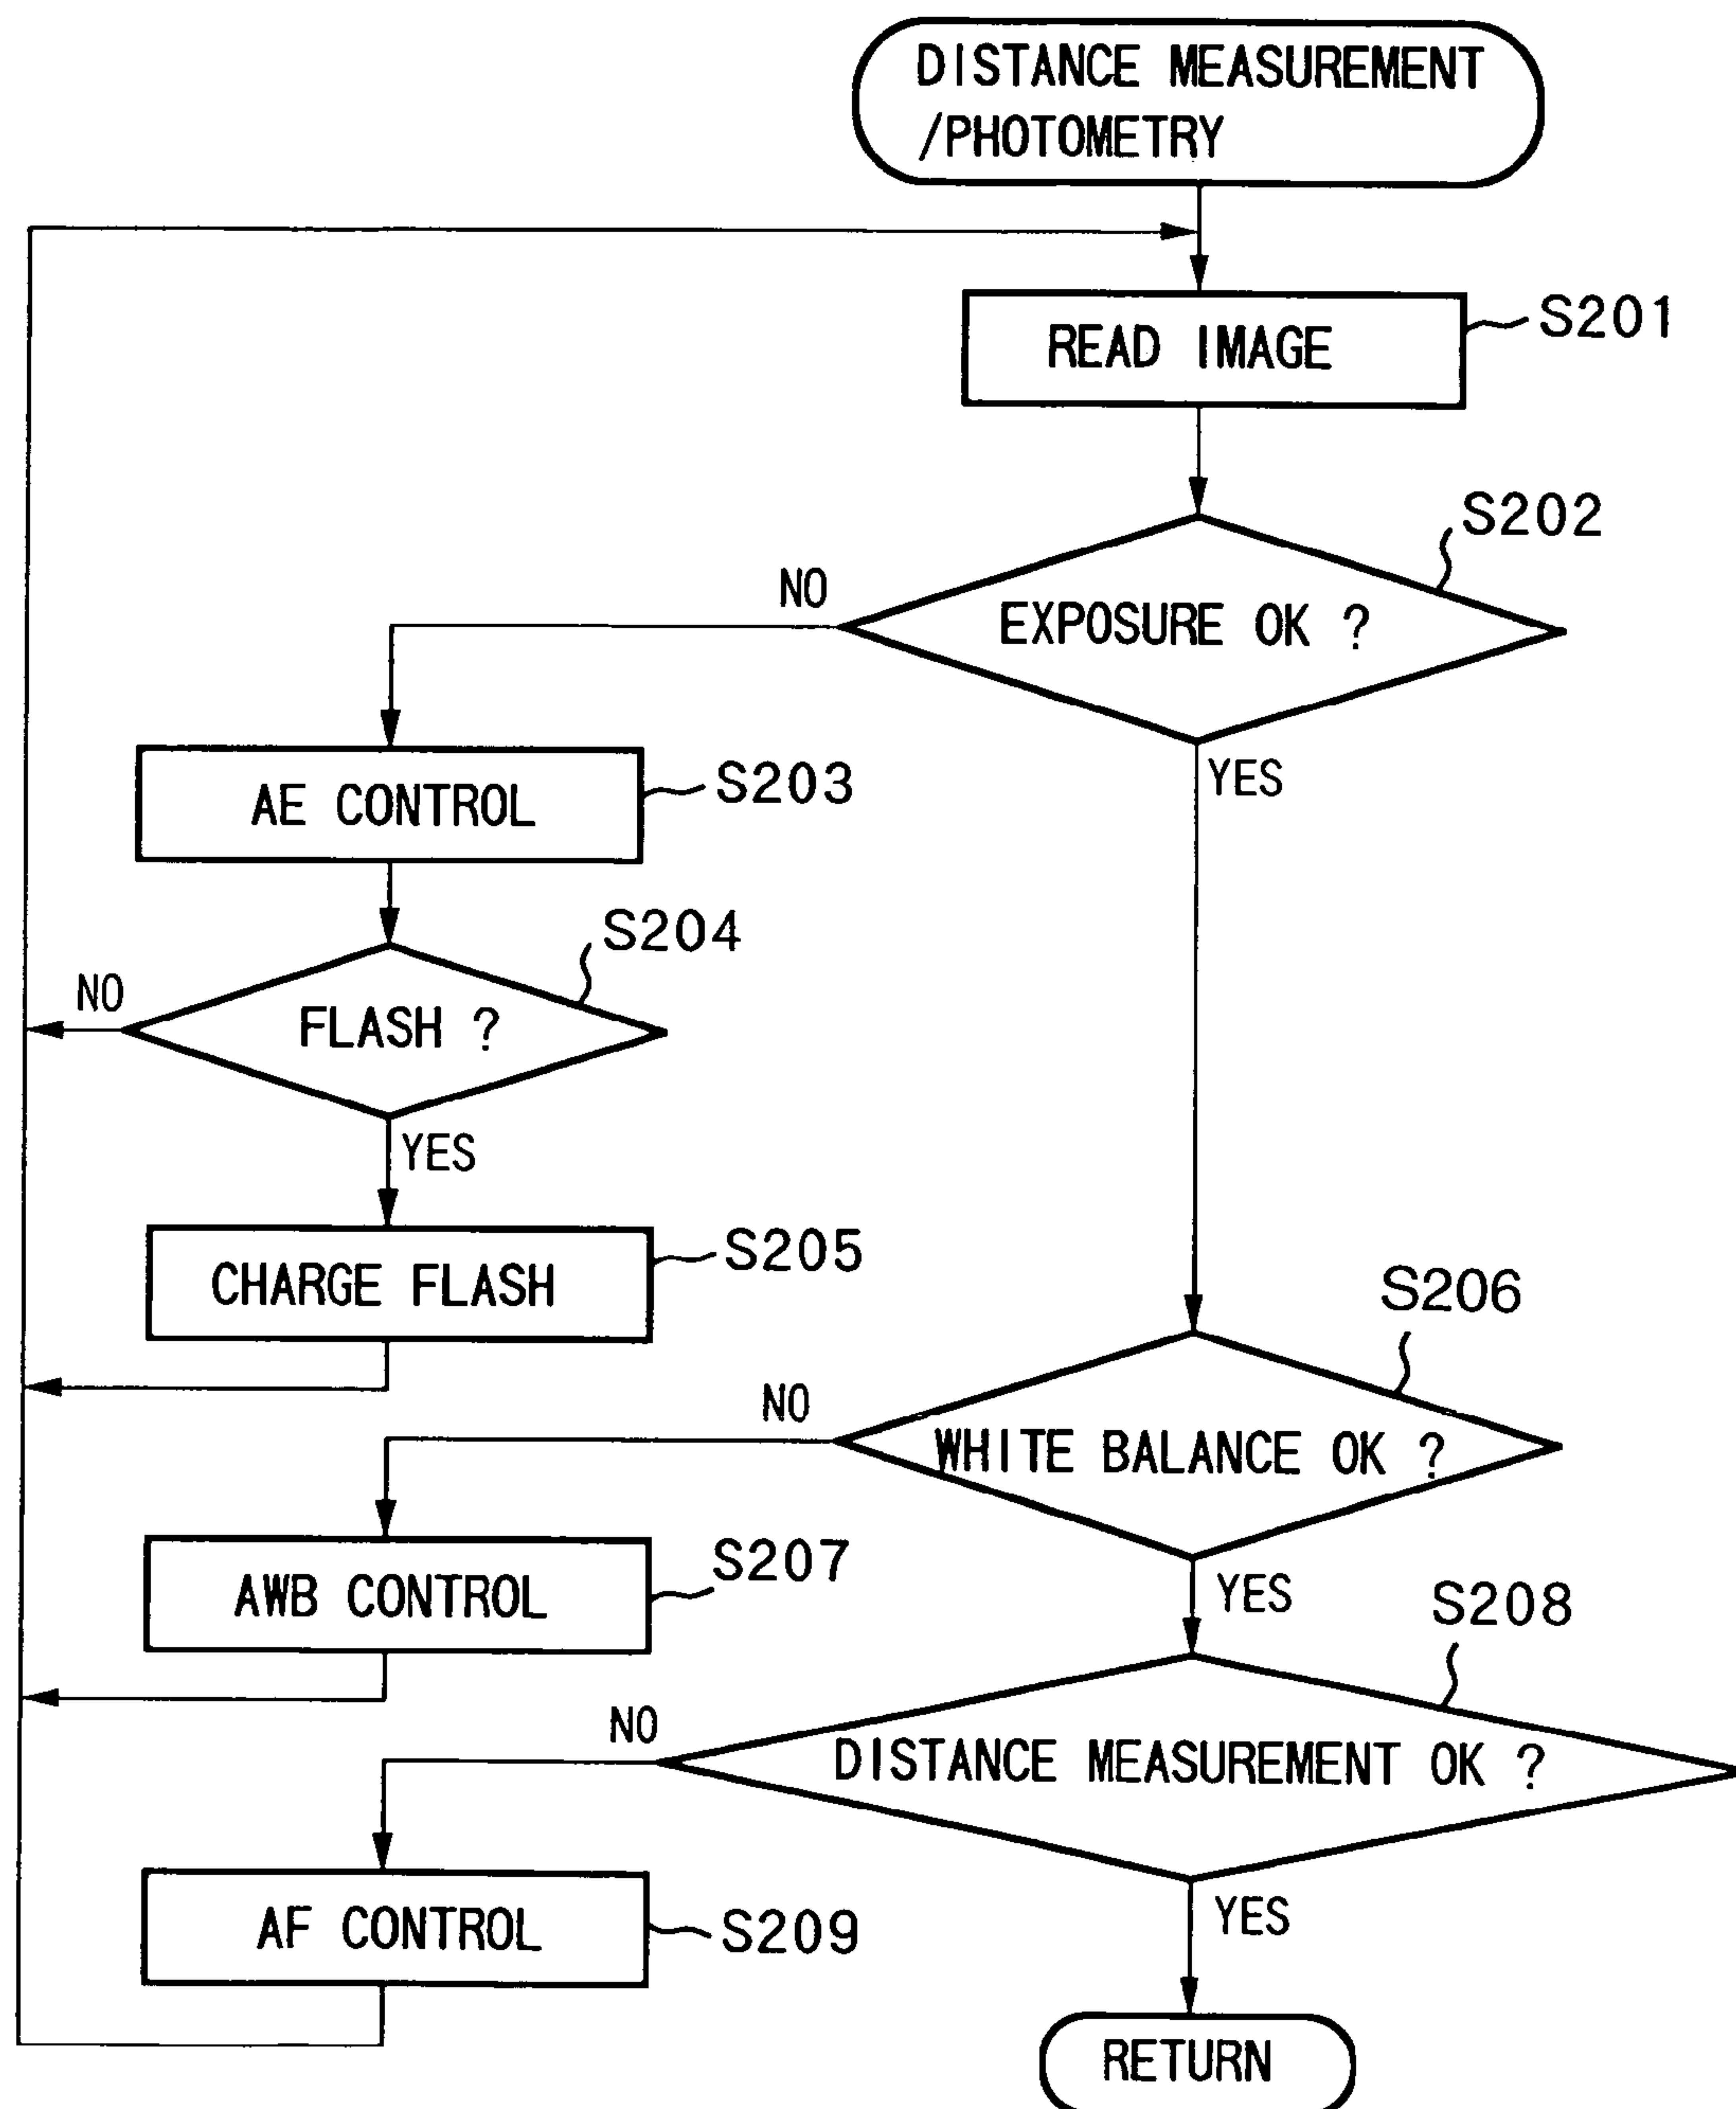 DISTANCE MEASUREMENT
/PHOTOMETRY
READ IMAGE
S201
S202
NO
EXPOSURE OK ?
YES
AE CONTROL
S203
S204
NO
FLASH ?
YES
CHARGE FLASH
S205
S206
NO
WHITE BALANCE OK ?
YES
AWB CONTROL
S207
S208
NO
DISTANCE MEASUREMENT OK ?
YES
AF CONTROL
S209
RETURN